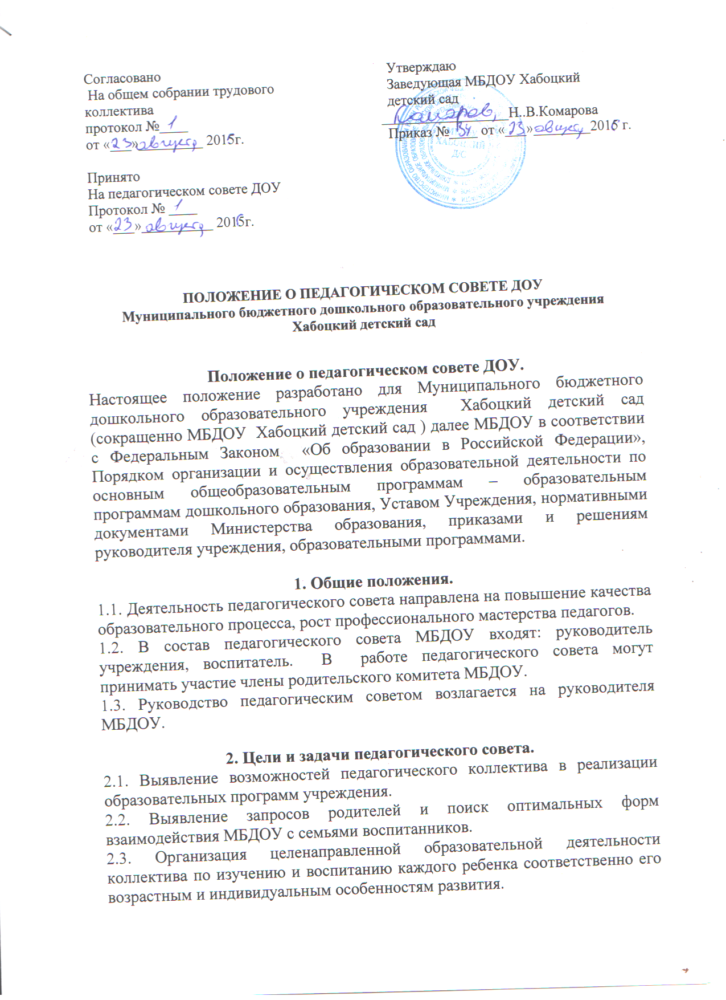 Согласовано
На общем собрании трудового
коллектива
протокол № 1
от «23» августа 2015г.
Принято
На педагогическом совете ДОУ
Протокол № 1
от «23» августа 2015г.
Утверждаю
Заведующая МБДОУ Хабоцкий
детский сад
Н..В.Комарова
Приказ № 34 от «23» августа 2015 г.
ХАБОЦКИЙ
Д/С
ПОЛОЖЕНИЕ О ПЕДАГОГИЧЕСКОМ СОВЕТЕ ДОУ
Муниципального бюджетного дошкольного образовательного учреждения
Хабоцкий детский сад
Положение о педагогическом совете ДОУ.
Настоящее положение разработано для Муниципального бюджетного
дошкольного образовательного учреждения Хабоцкий детский сад
(сокращенно МБДОУ Хабоцкий детский сад ) далее МБДОУ в соответствии
с Федеральным Законом «Об образовании в Российской Федерации»,
Порядком организации и осуществления образовательной деятельности по
основным общеобразовательным программам – образовательным
программам дошкольного образования, Уставом Учреждения, нормативными
документами Министерства образования, приказами и решениям
руководителя учреждения, образовательными программами.
1. Общие положения.
1.1. Деятельность педагогического совета направлена на повышение качества
образовательного процесса, рост профессионального мастерства педагогов.
1.2. В состав педагогического совета МБДОУ входят: руководитель
учреждения, воспитатель. В работе педагогического совета могут
принимать участие члены родительского комитета МБДОУ.
1.3. Руководство педагогическим советом возлагается на руководителя
МБДОУ.
2. Цели и задачи педагогического совета.
2.1. Выявление возможностей педагогического коллектива в реализации
образовательных программ учреждения.
2.2. Выявление запросов родителей и поиск оптимальных форм
взаимодействия МБДОУ с семьями воспитанников.
2.3. Организация целенаправленной образовательной деятельности
коллектива по изучению и воспитанию каждого ребенка соответственно его
возрастным и индивидуальным особенностям развития.